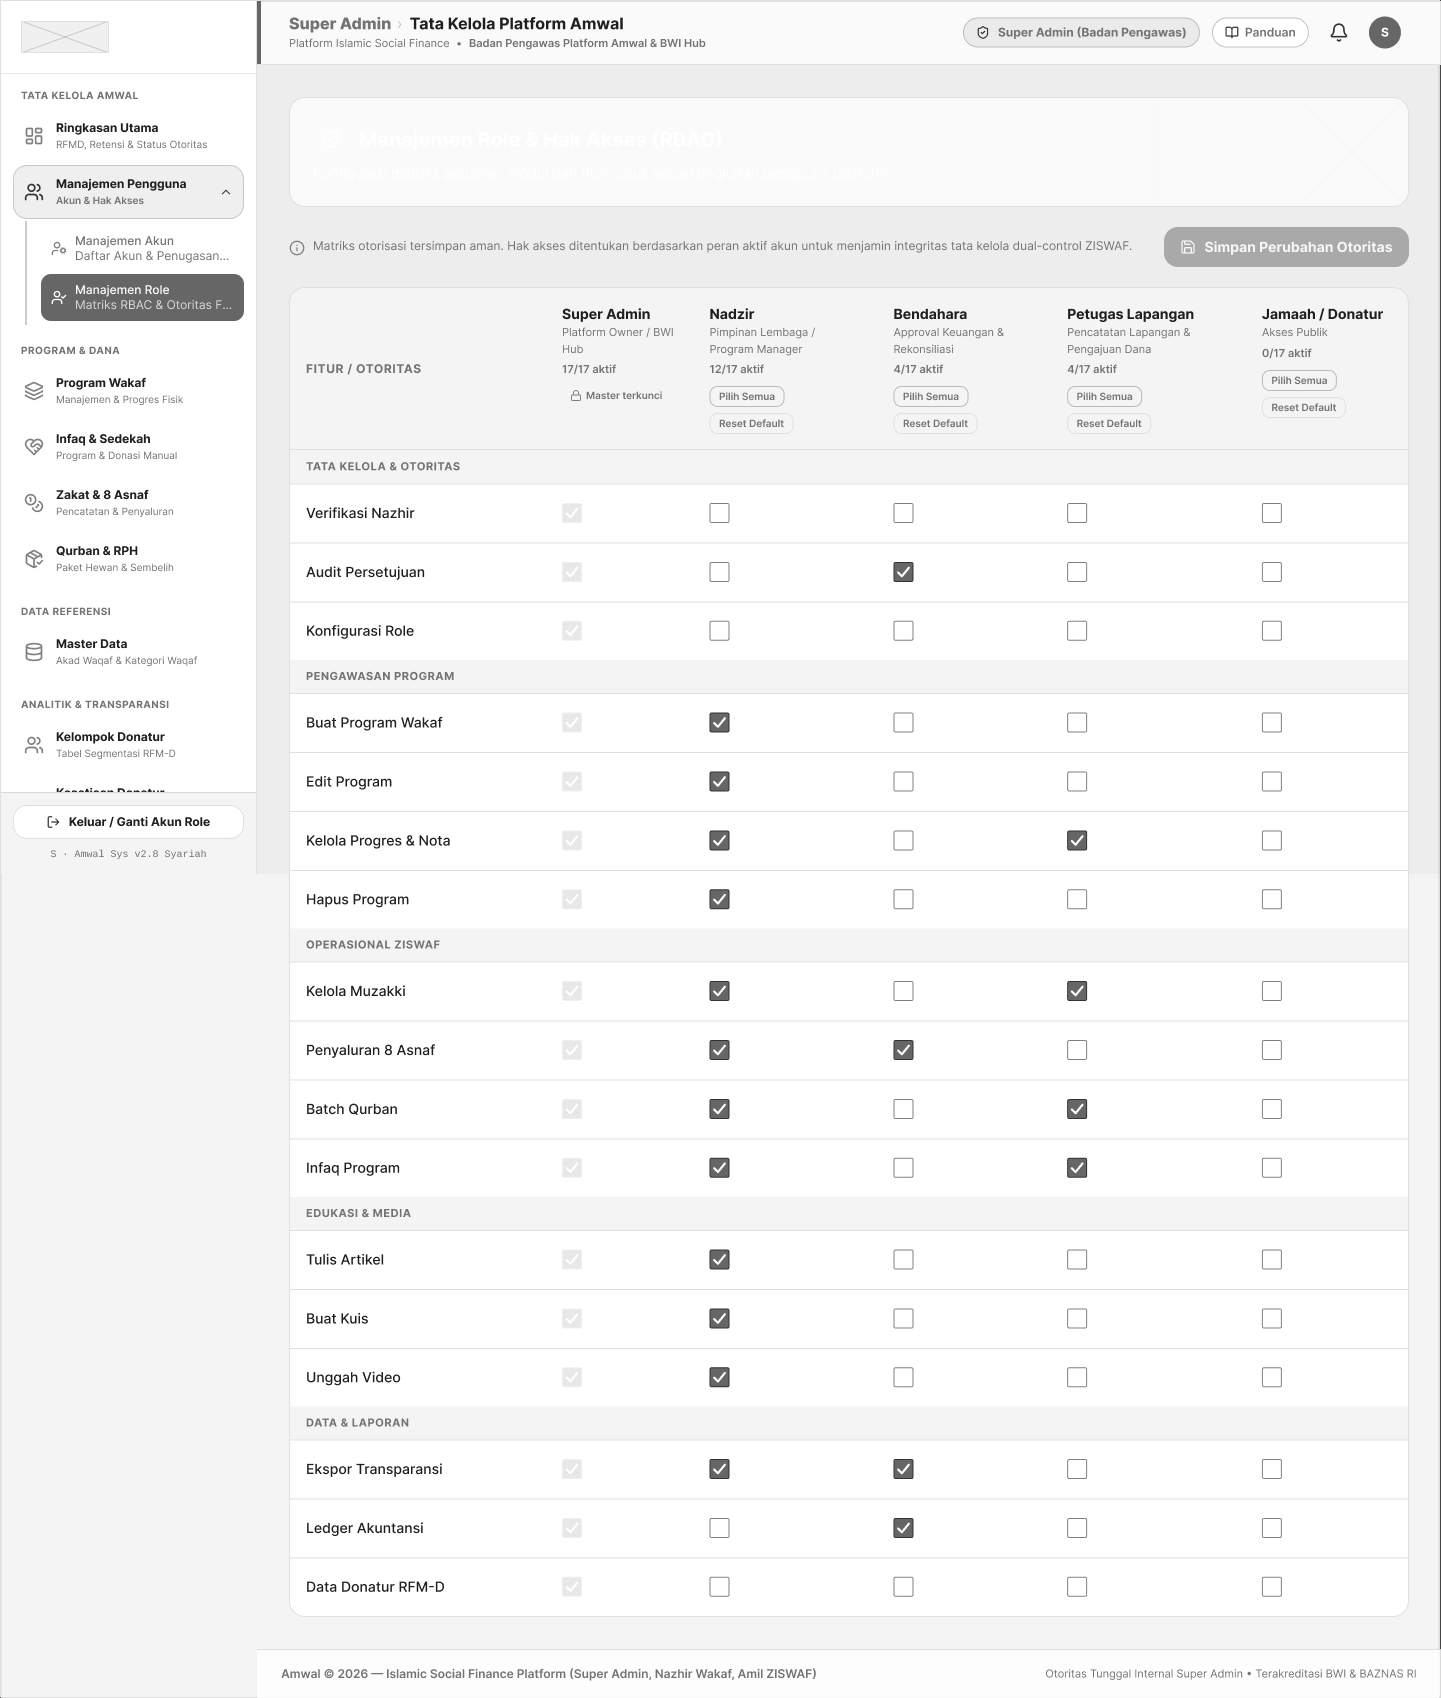 TATA KELOLA AMWAL
Ringkasan Utama
RFMD, Retensi & Status Otoritas
Manajemen Pengguna
Akun & Hak Akses
Manajemen Akun
Daftar Akun & Penugasan...
Manajemen Role
Matriks RBAC & Otoritas F...
PROGRAM & DANA
Program Wakaf
Manajemen & Progres Fisik
Infaq & Sedekah
Program & Donasi Manual
Zakat & 8 Asnaf
Pencatatan & Penyaluran
Qurban & RPH
Paket Hewan & Sembelih
DATA REFERENSI
Master Data
Akad Waqaf & Kategori Waqaf
ANALITIK & TRANSPARANSI
Kelompok Donatur
Tabel Segmentasi RFM-D
Keluar / Ganti Akun Role
S · Amwal Sys v2.8 Syariah
Super Admin › Tata Kelola Platform Amwal
Platform Islamic Social Finance • Badan Pengawas Platform Amwal & BWI Hub
Super Admin (Badan Pengawas)
Panduan
S
Manajemen Role & Hak Akses (RBAC)
Matriks otorisasi tersimpan aman. Hak akses ditentukan berdasarkan peran aktif akun untuk menjamin integritas tata kelola dual-control ZISWAF.
Simpan Perubahan Otoritas
FITUR / OTORITAS
Super Admin
Platform Owner / BWI
Hub
17/17 aktif
Master terkunci
Nadzir
Pimpinan Lembaga /
Program Manager
12/17 aktif
Pilih Semua
Reset Default
Bendahara
Approval Keuangan &
Rekonsiliasi
4/17 aktif
Pilih Semua
Reset Default
Petugas Lapangan
Pencatatan Lapangan &
Pengajuan Dana
4/17 aktif
Pilih Semua
Reset Default
Jamaah / Donatur
Akses Publik
0/17 aktif
Pilih Semua
Reset Default
TATA KELOLA & OTORITAS
Verifikasi Nazhir
Audit Persetujuan
Konfigurasi Role
PENGAWASAN PROGRAM
Buat Program Wakaf
Edit Program
Kelola Progres & Nota
Hapus Program
OPERASIONAL ZISWAF
Kelola Muzakki
Penyaluran 8 Asnaf
Batch Qurban
Infaq Program
EDUKASI & MEDIA
Tulis Artikel
Buat Kuis
Unggah Video
DATA & LAPORAN
Ekspor Transparansi
Ledger Akuntansi
Data Donatur RFM-D
Amwal © 2026 — Islamic Social Finance Platform (Super Admin, Nazhir Wakaf, Amil ZISWAF)
Otoritas Tunggal Internal Super Admin • Terakreditasi BWI & BAZNAS RI